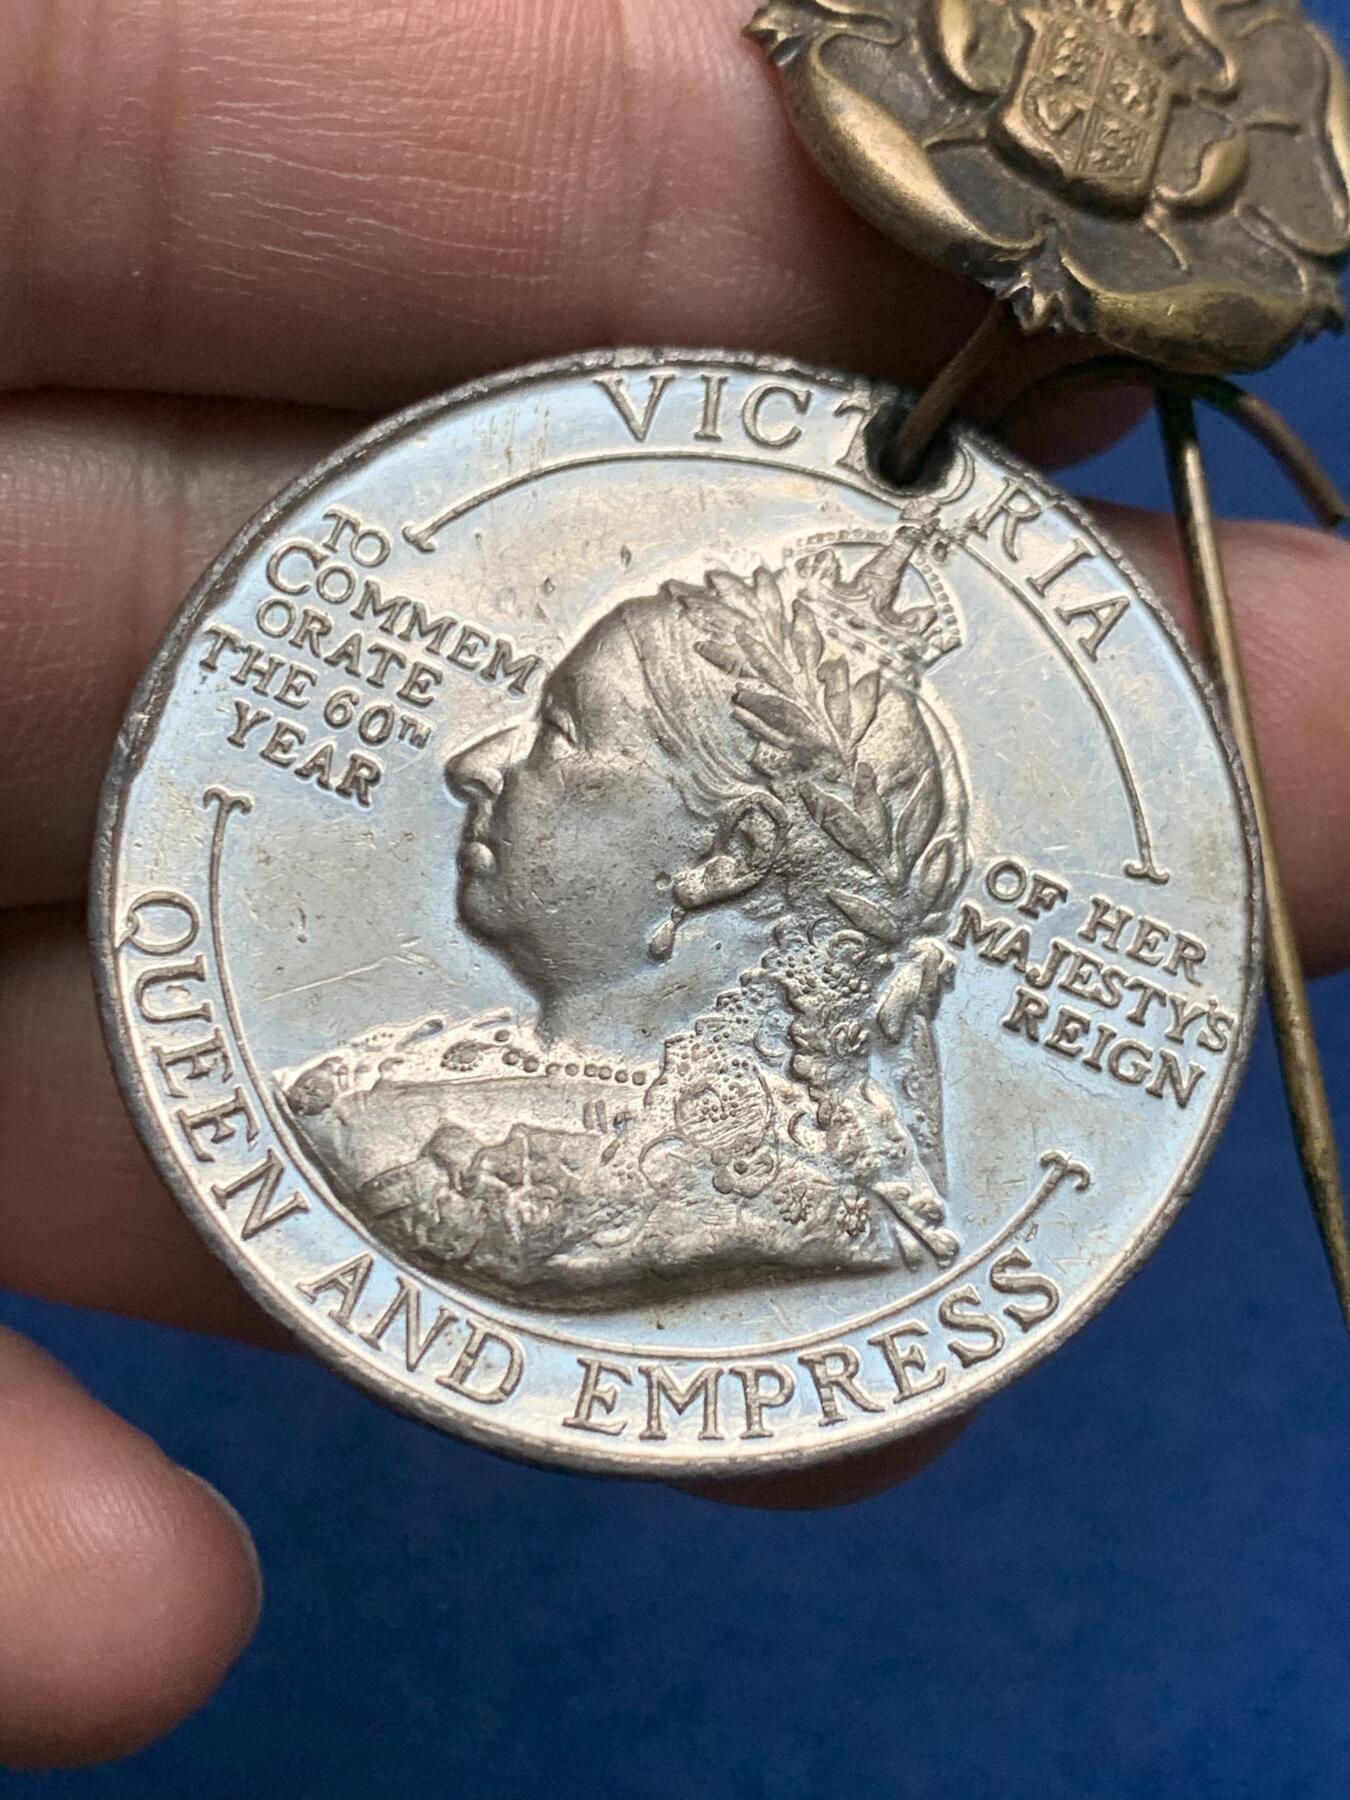 VICTORIA
TO
COMMEM
ORATE
THE 60TH
YEAR
OF HER
MAJESTY'S
REIGN
QUEEN AND EMPRESS